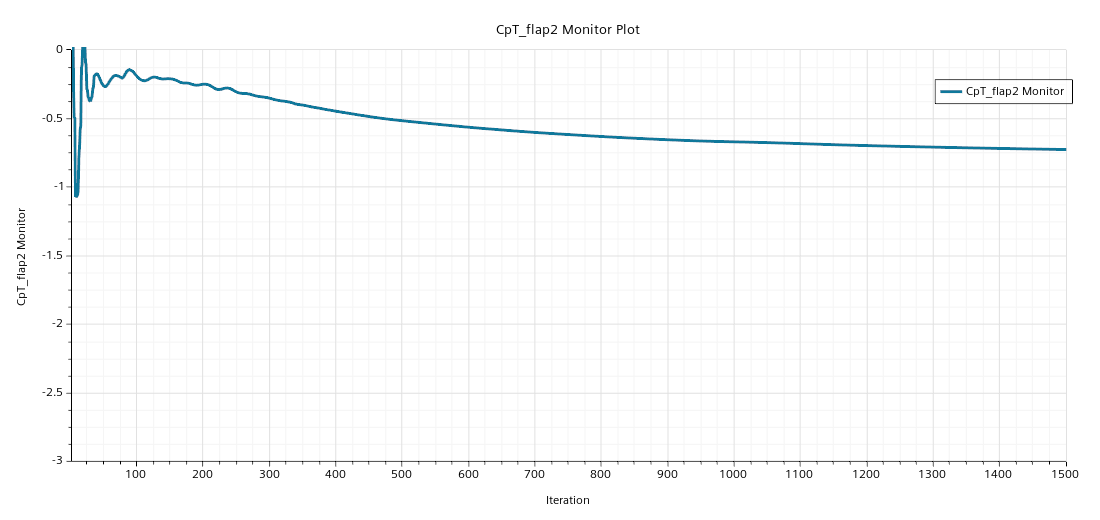 CpT_flap2 Monitor Plot
0
-0.5
-1
-1.5
-2
-2.5
-3
CpT_flap2 Monitor
CpT_flap2 Monitor
100 200 300 400 500 600 700 800 900 1000 1100 1200 1300 1400 1500
Iteration